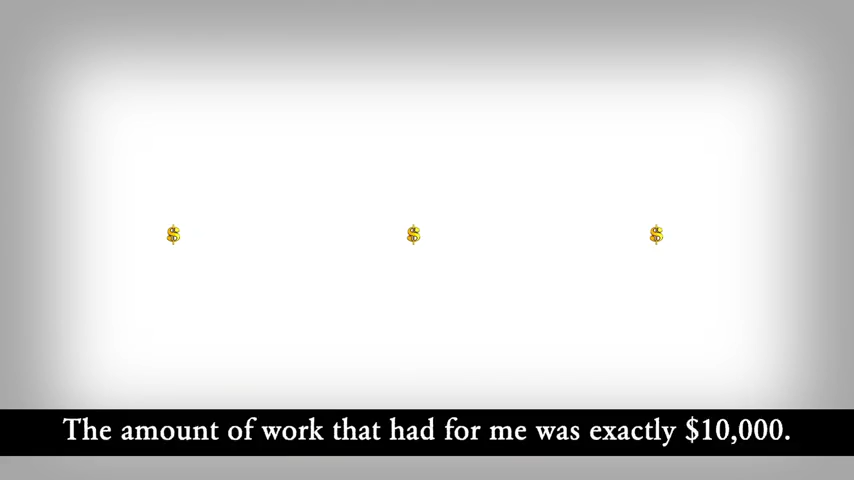 $ $ $
The amount of work that had for me was exactly $10,000.